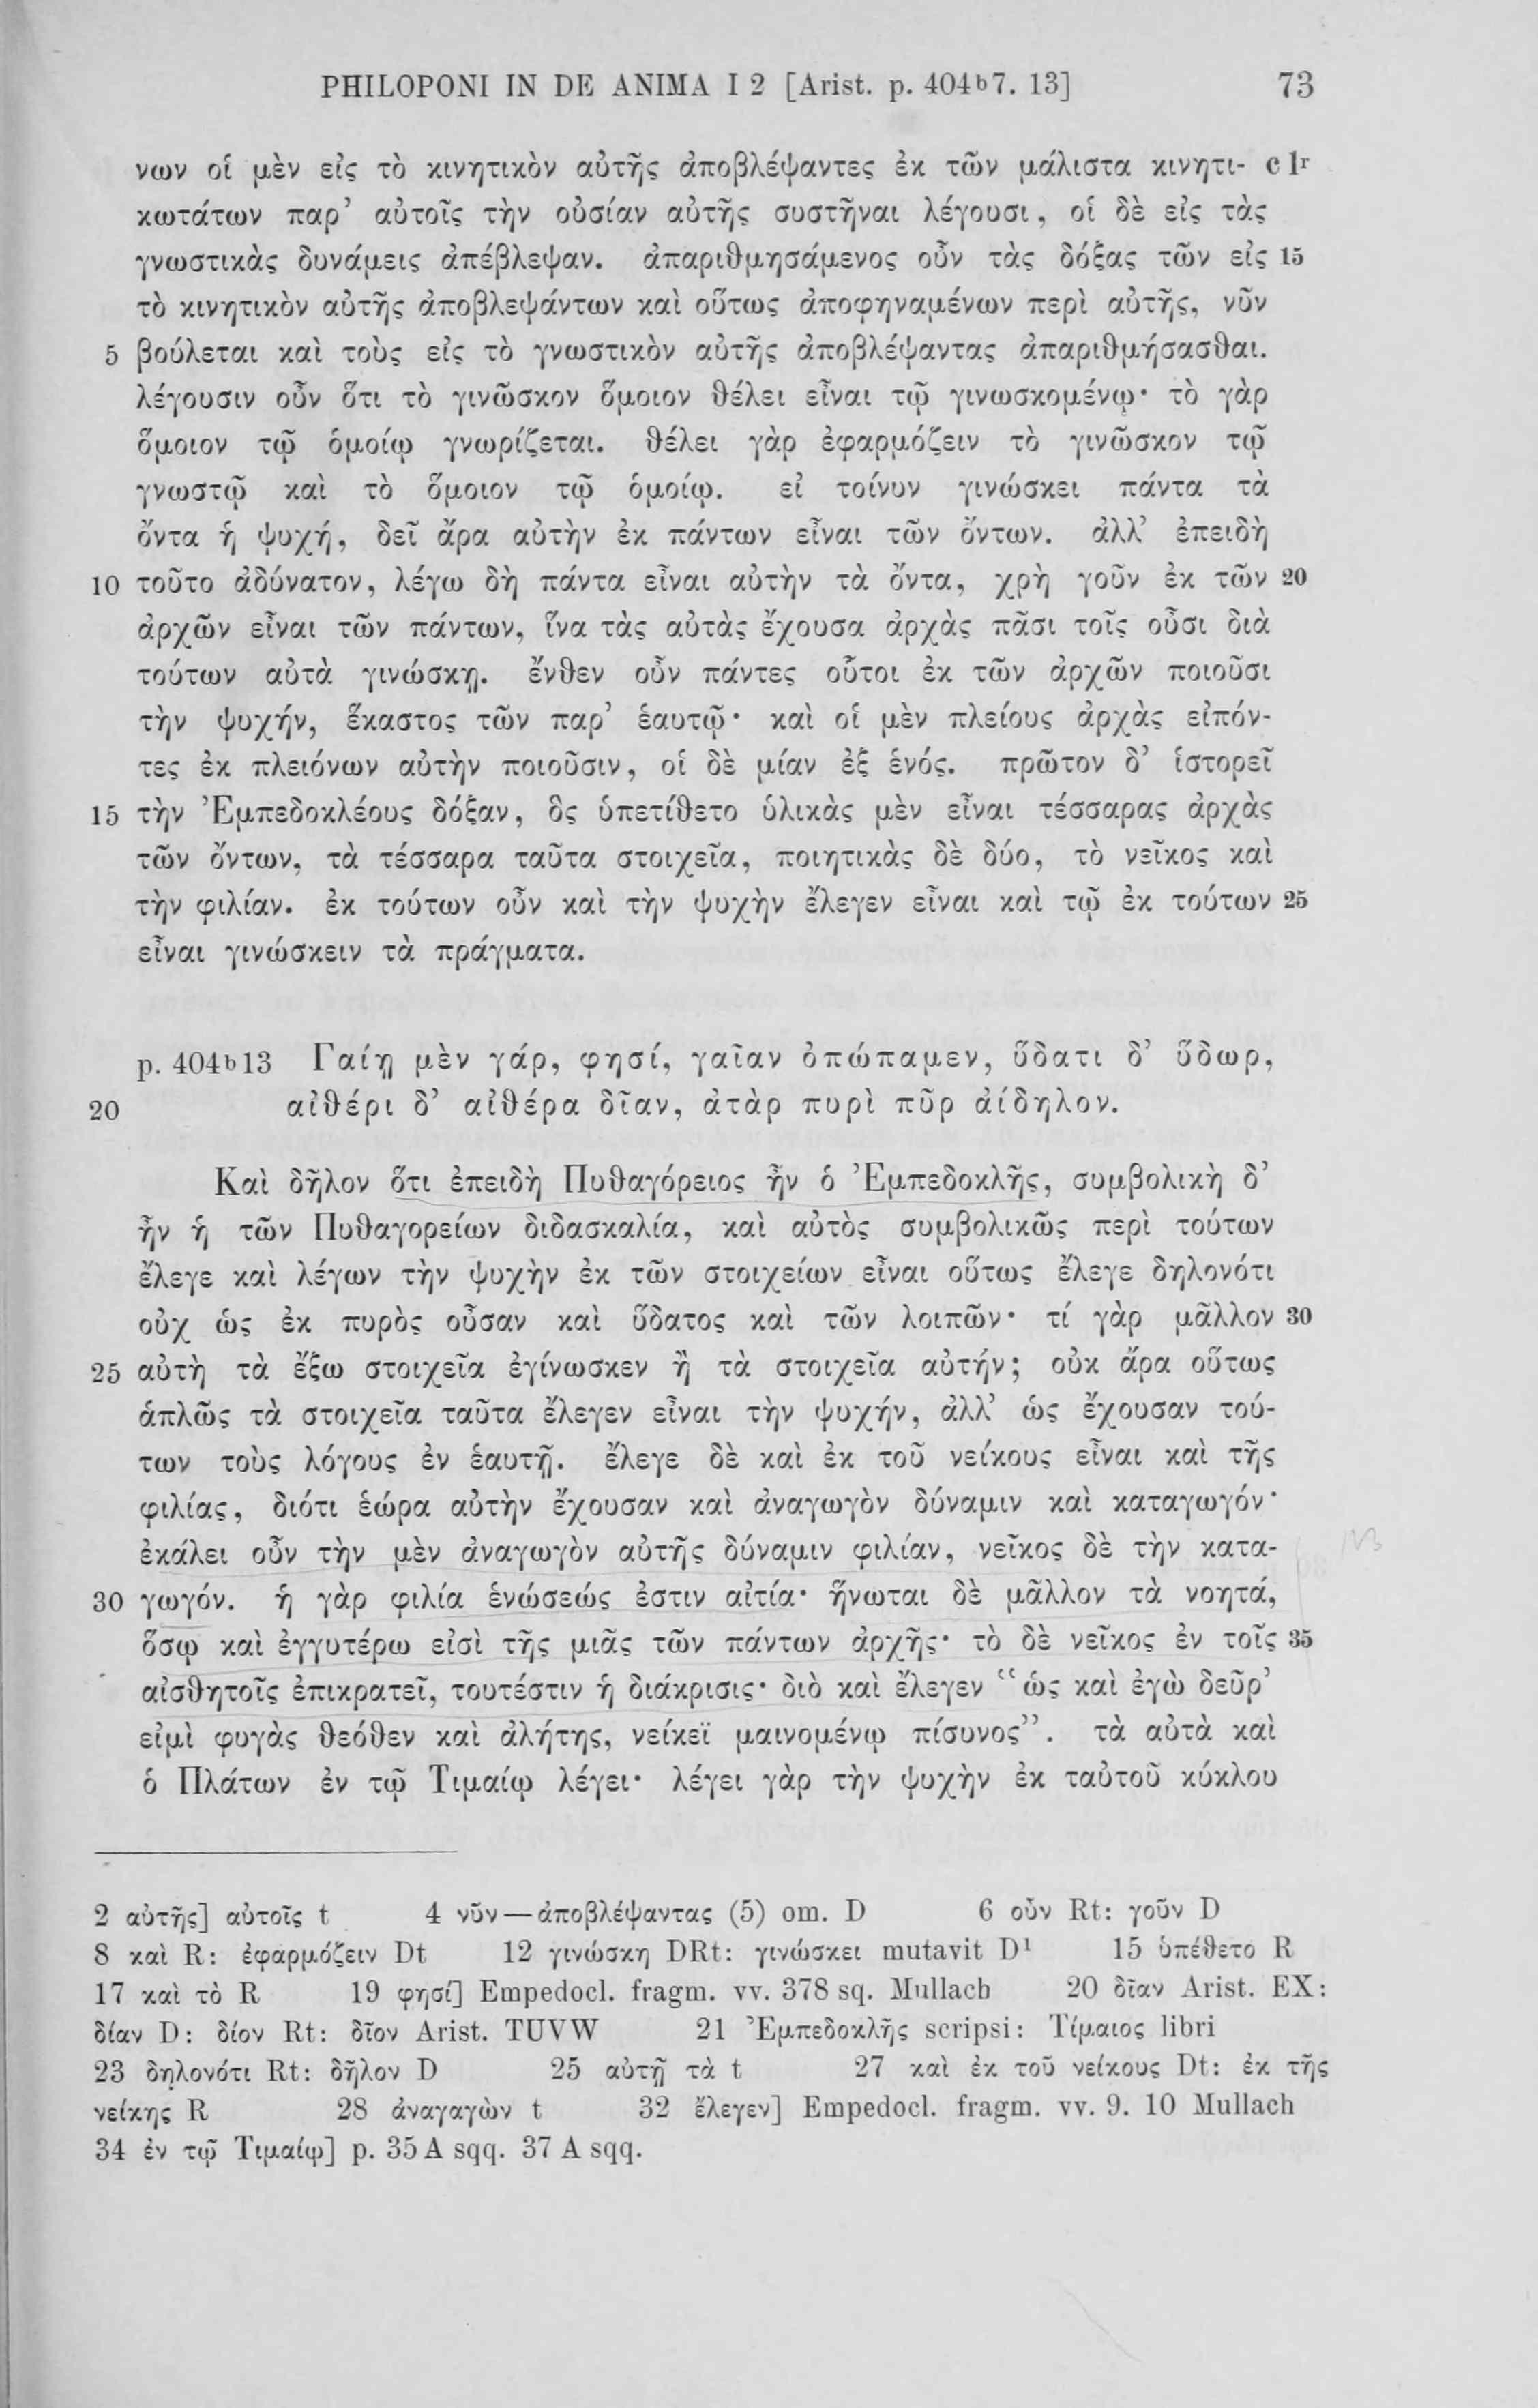 PHILOPONI IN DE ANIMA I 2 [Arist. p. 404b7. 13] 73
νων οἱ μὲν εἰς τὸ κινητικὸν αὐτῆς ἀποβλέψαντες ἐκ τῶν μάλιστα κινητι- c 1r
κωτάτων παρ’ αὐτοῖς τὴν οὐσίαν αὐτῆς συστῆναι λέγουσι, οἱ δὲ εἰς τὰς
γνωστικὰς δυνάμεις ἀπέβλεψαν. ἀπαριθμησάμενος οὖν τὰς δόξας τῶν εἰς 15
τὸ κινητικὸν αὐτῆς ἀποβλεψάντων καὶ οὕτως ἀποφηναμένων περὶ αὐτῆς, νῦν
5 βούλεται καὶ τοὺς εἰς τὸ γνωστικὸν αὐτῆς ἀποβλέψαντας ἀπαριθμήσασθαι.
λέγουσιν οὖν ὅτι τὸ γινῶσκον ὅμοιον θέλει εἶναι τῷ γινωσκομένῳ· τὸ γὰρ
ὅμοιον τῷ ὁμοίῳ γνωρίζεται. θέλει γὰρ ἐφαρμόζειν τὸ γινῶσκον τῷ
γνωστῷ καὶ τὸ ὅμοιον τῷ ὁμοίῳ. εἰ τοίνυν γινώσκει πάντα τὰ
ὄντα ἡ ψυχή, δεῖ ἄρα αὐτὴν ἐκ πάντων εἶναι τῶν ὄντων. ἀλλ’ ἐπειδὴ
10 τοῦτο ἀδύνατον, λέγω δὴ πάντα εἶναι αὐτὴν τὰ ὄντα, χρὴ γοῦν ἐκ τῶν 20
ἀρχῶν εἶναι τῶν πάντων, ἵνα τὰς αὐτὰς ἔχουσα ἀρχὰς πᾶσι τοῖς οὖσι διὰ
τούτων αὐτὰ γινώσκῃ. ἔνθεν οὖν πάντες οὗτοι ἐκ τῶν ἀρχῶν ποιοῦσι
τὴν ψυχήν, ἕκαστος τῶν παρ’ ἑαυτῷ· καὶ οἱ μὲν πλείους ἀρχὰς εἰπόν-
τες ἐκ πλειόνων αὐτὴν ποιοῦσιν, οἱ δὲ μίαν ἐξ ἑνός. πρῶτον δ’ ἱστορεῖ
15 τὴν Ἐμπεδοκλέους δόξαν, ὃς ὑπετίθετο ὑλικὰς μὲν εἶναι τέσσαρας ἀρχὰς
τῶν ὄντων, τὰ τέσσαρα ταῦτα στοιχεῖα, ποιητικὰς δὲ δύο, τὸ νεῖκος καὶ
τὴν φιλίαν. ἐκ τούτων οὖν καὶ τὴν ψυχὴν ἔλεγεν εἶναι καὶ τῷ ἐκ τούτων 25
εἶναι γινώσκειν τὰ πράγματα.
p. 404b13 Γαίῃ μὲν γάρ, φησί, γαῖαν ὀπώπαμεν, ὕδατι δ’ ὕδωρ,
20 αἰθέρι δ’ αἰθέρα δῖαν, ἀτὰρ πυρὶ πῦρ ἀίδηλον.
Καὶ δῆλον ὅτι ἐπειδὴ Πυθαγόρειος ἦν ὁ Ἐμπεδοκλῆς, συμβολικὴ δ’
ἦν ἡ τῶν Πυθαγορείων διδασκαλία, καὶ αὐτὸς συμβολικῶς περὶ τούτων
ἔλεγε καὶ λέγων τὴν ψυχὴν ἐκ τῶν στοιχείων εἶναι οὕτως ἔλεγε δηλονότι
οὐχ ὡς ἐκ πυρὸς οὖσαν καὶ ὕδατος καὶ τῶν λοιπῶν· τί γὰρ μᾶλλον 30
25 αὐτὴ τὰ ἔξω στοιχεῖα ἐγίνωσκεν ἢ τὰ στοιχεῖα αὐτήν; οὐκ ἄρα οὕτως
ἁπλῶς τὰ στοιχεῖα ταῦτα ἔλεγεν εἶναι τὴν ψυχήν, ἀλλ’ ὡς ἔχουσαν τού-
των τοὺς λόγους ἐν ἑαυτῇ. ἔλεγε δὲ καὶ ἐκ τοῦ νείκους εἶναι καὶ τῆς
φιλίας, διότι ἑώρα αὐτὴν ἔχουσαν καὶ ἀναγωγὸν δύναμιν καὶ καταγωγόν·
ἐκάλει οὖν τὴν μὲν ἀναγωγὸν αὐτῆς δύναμιν φιλίαν, νεῖκος δὲ τὴν κατα-
30 γωγόν. ἡ γὰρ φιλία ἑνώσεώς ἐστιν αἰτία· ἥνωται δὲ μᾶλλον τὰ νοητά,
ὅσῳ καὶ ἐγγυτέρω εἰσὶ τῆς μιᾶς τῶν πάντων ἀρχῆς· τὸ δὲ νεῖκος ἐν τοῖς 35
αἰσθητοῖς ἐπικρατεῖ, τουτέστιν ἡ διάκρισις· διὸ καὶ ἔλεγεν “ὡς καὶ ἐγὼ δεῦρ’
εἰμὶ φυγὰς θεόθεν καὶ ἀλήτης, νείκεϊ μαινομένῳ πίσυνος”. τὰ αὐτὰ καὶ
ὁ Πλάτων ἐν τῷ Τιμαίῳ λέγει· λέγει γὰρ τὴν ψυχὴν ἐκ ταὐτοῦ κύκλου
2 αὐτῆς] αὐτοῖς t 4 νῦν — ἀποβλέψαντας (5) om. D 6 οὖν Rt: γοῦν D
8 καὶ R: ἐφαρμόζειν Dt 12 γινώσκῃ DRt: γινώσκει mutavit D¹ 15 ὑπέθετο R
17 καὶ τὸ R 19 φησί] Empedocl. fragm. vv. 378 sq. Mullach 20 δῖαν Arist. EX:
δίαν D: δίον Rt: δῖον Arist. TUVW 21 Ἐμπεδοκλῆς scripsi: Τίμαιος libri
23 δηλονότι Rt: δῆλον D 25 αὐτῇ τὰ t 27 καὶ ἐκ τοῦ νείκους Dt: ἐκ τῆς
νείκης R 28 ἀναγαγὼν t 32 ἔλεγεν] Empedocl. fragm. vv. 9. 10 Mullach
34 ἐν τῷ Τιμαίῳ] p. 35 A sqq. 37 A sqq.